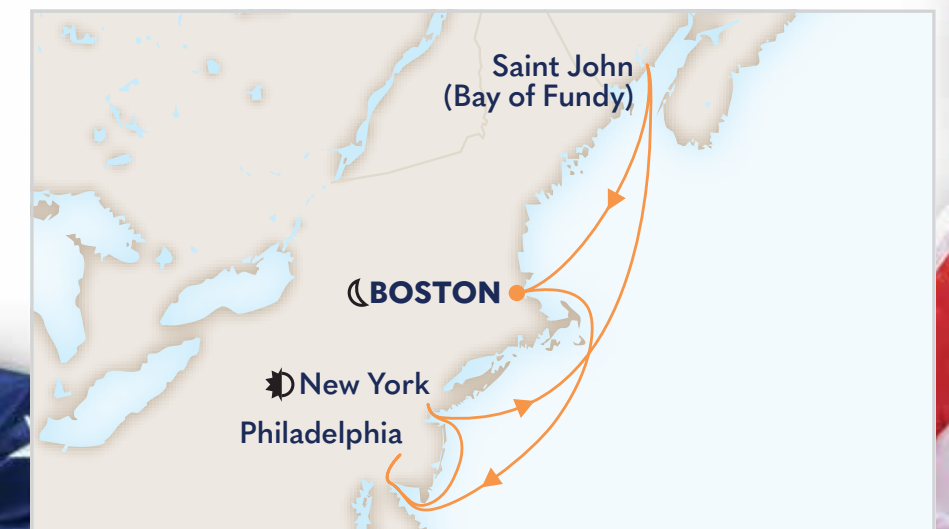 Saint John
(Bay of Fundy)
BOSTON
New York
Philadelphia